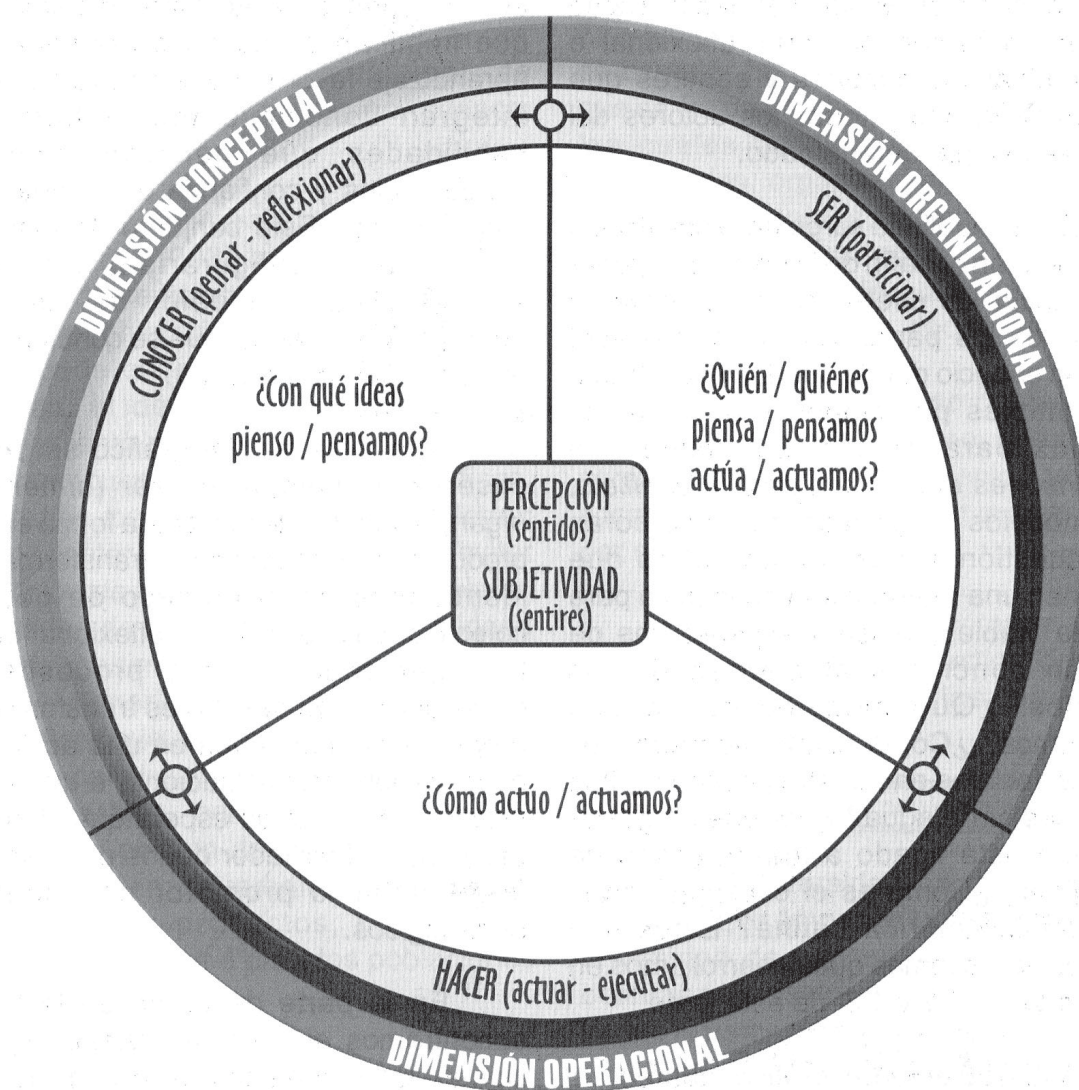 DIMENSIÓN CONCEPTUAL
DIMENSIÓN ORGANIZACIONAL
CONOCER (pensar - reflexionar)
SER (participar)
¿Con qué ideas
pienso / pensamos?
¿Quién / quiénes
piensa / pensamos
actúa / actuamos?
PERCEPCIÓN
(sentidos)
SUBJETIVIDAD
(sentires)
¿Cómo actúo / actuamos?
HACER (actuar - ejecutar)
DIMENSIÓN OPERACIONAL